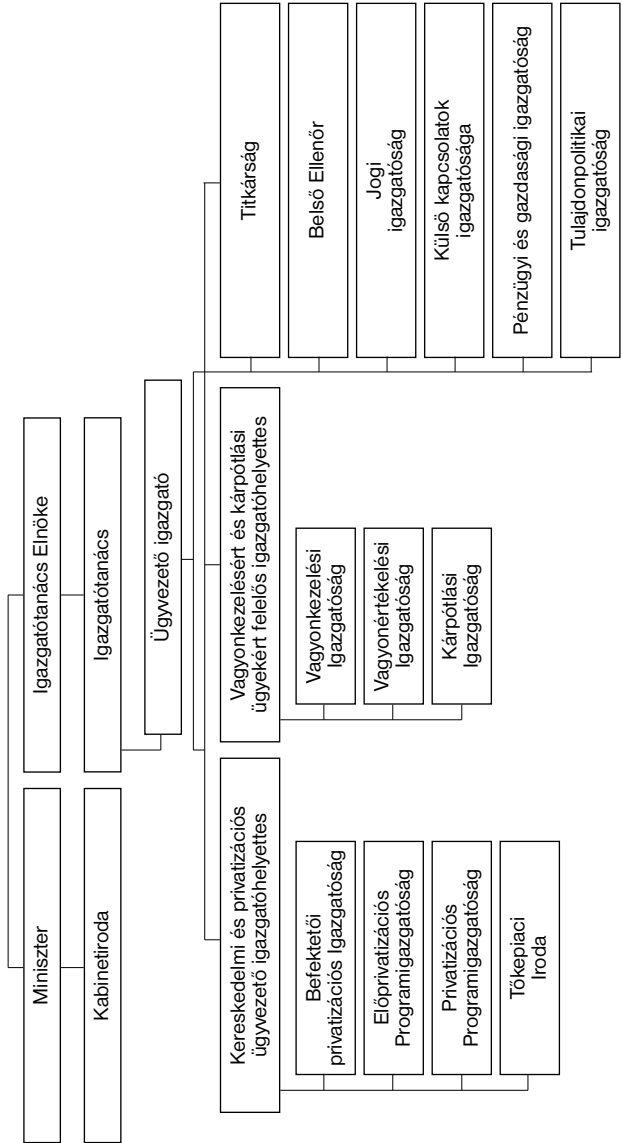 Miniszter
Igazgatótanács Elnöke
Kabinetiroda
Igazgatótanács
Ügyvezető igazgató
Kereskedelmi és privatizációs
ügyvezető igazgatóhelyettes
Befektetői
privatizációs Igazgatóság
Előprivatizációs
Programigazgatóság
Privatizációs
Programigazgatóság
Tőkepiaci
Iroda
Vagyonkezelésért és kárpótlási
ügyekért felelős igazgatóhelyettes
Vagyonkezelési
Igazgatóság
Vagyonértékelési
Igazgatóság
Kárpótlási
Igazgatóság
Titkárság
Belső Ellenőr
Jogi
igazgatóság
Külső kapcsolatok
igazgatósága
Pénzügyi és gazdasági igazgatóság
Tulajdonpolitikai
igazgatóság